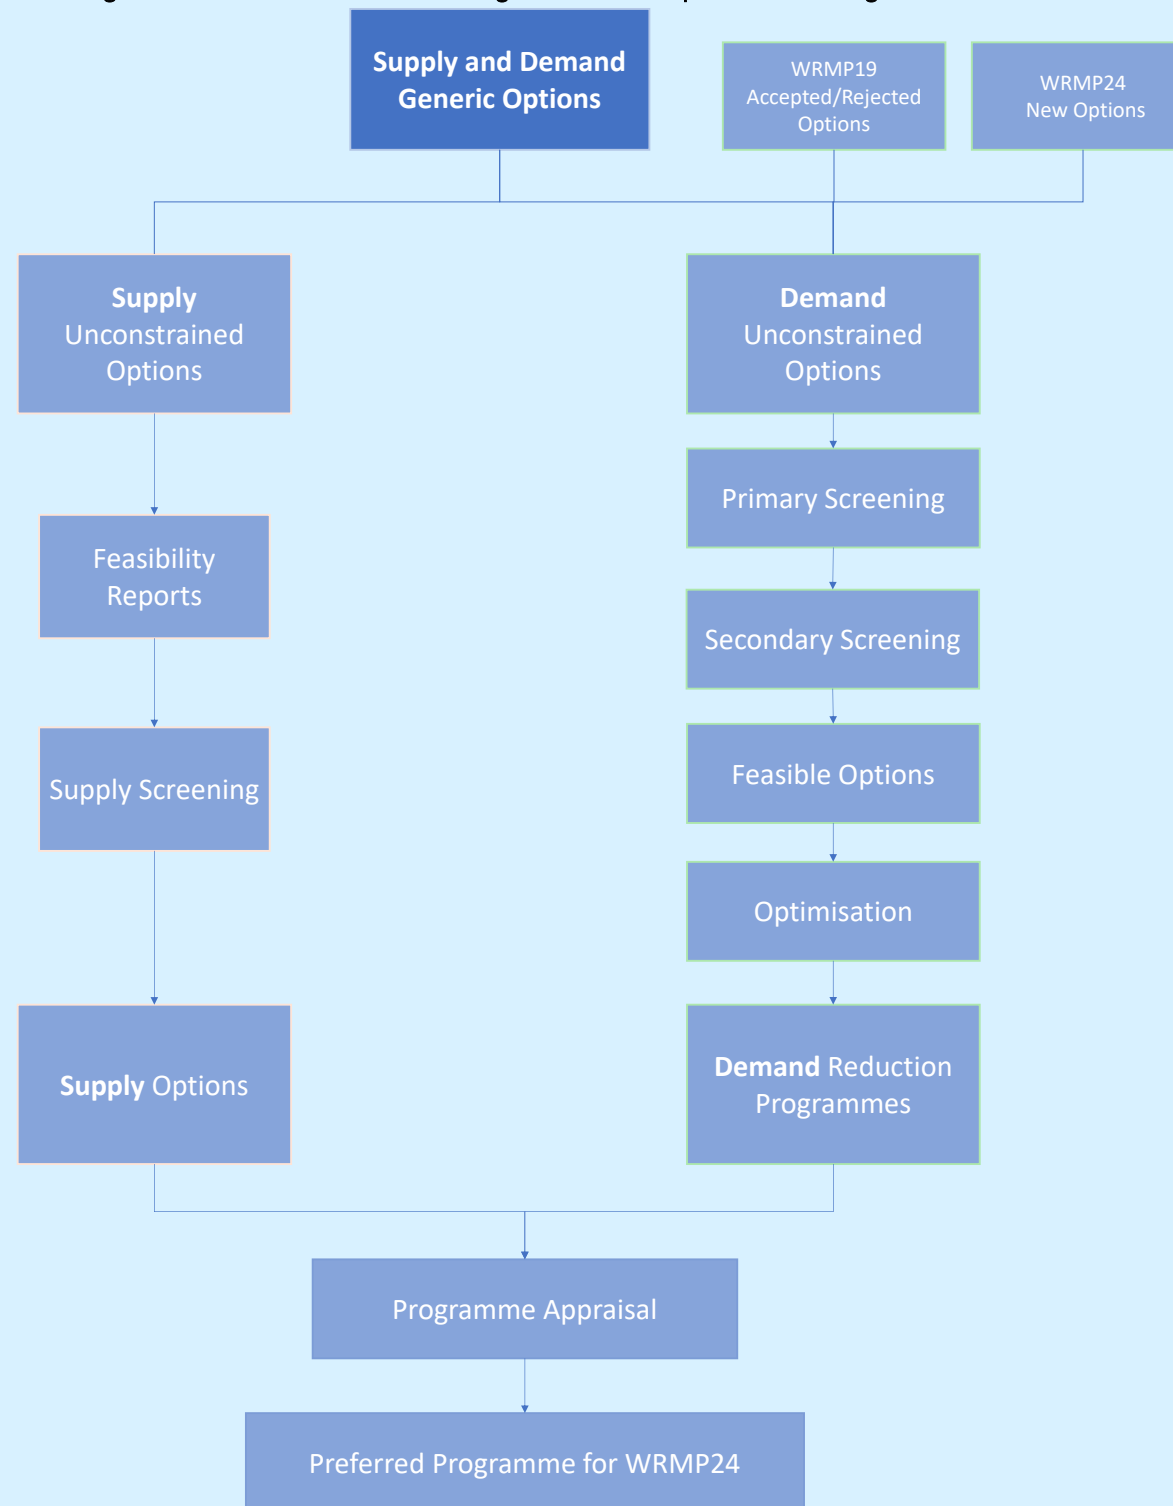 Supply and Demand
Generic Options
WRMP19
Accepted/Rejected
Options
WRMP24
New Options
Supply
Unconstrained
Options
Demand
Unconstrained
Options
Primary Screening
Feasibility
Reports
Secondary Screening
Supply Screening
Feasible Options
Optimisation
Supply Options
Demand Reduction
Programmes
Programme Appraisal
Preferred Programme for WRMP24